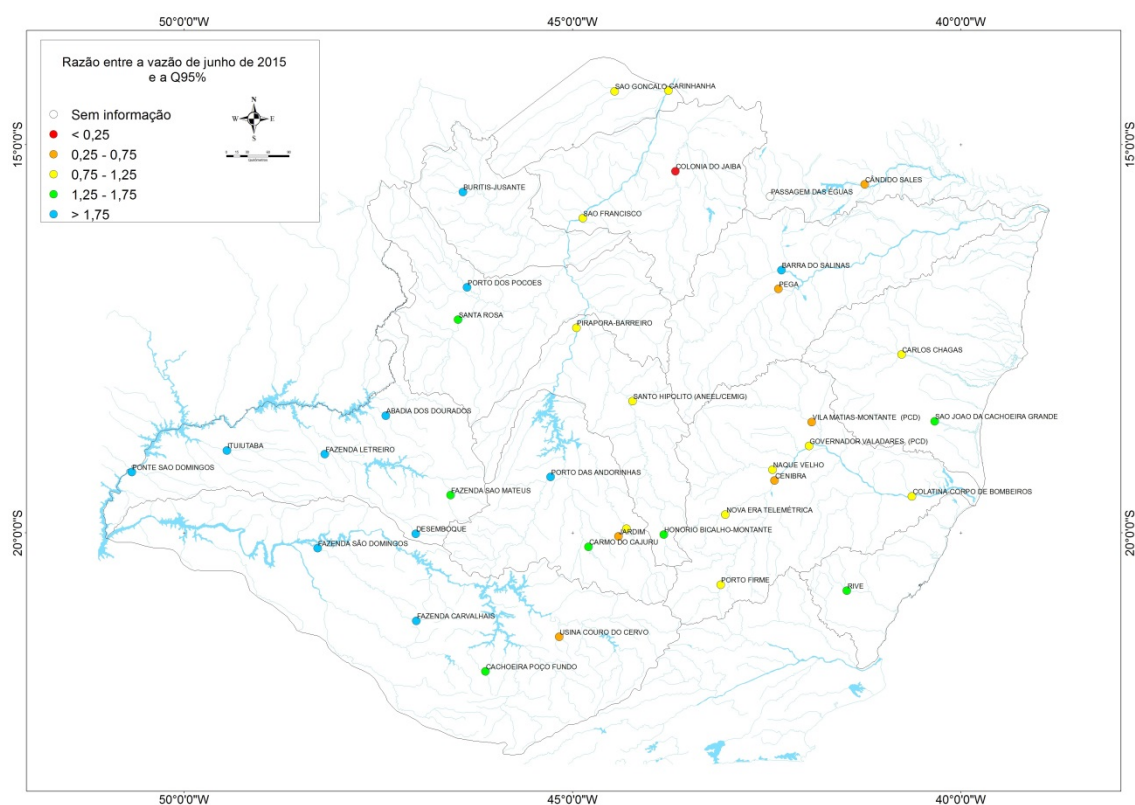 50°0'0"W 45°0'0"W 40°0'0"W
Razão entre a vazão de junho de 2015
e a Q95%
N
W E
S
Sem informação
< 0,25
0,25 - 0,75
0,75 - 1,25
1,25 - 1,75
> 1,75
15°0'0"S 15°0'0"S
SAO GONCALO CARINHANHA
COLONIA DO JAIBA
CÂNDIDO SALES
BURITIS-JUSANTE
PASSAGEM DAS ÉGUAS
SAO FRANCISCO
BARRA DO SALINAS
PORTO DOS POCOES
PEGA
SANTA ROSA
PIRAPORA-BARREIRO
CARLOS CHAGAS
SANTO HIPOLITO (ANEEL/CEMIG)
ABADIA DOS DOURADOS
VILA MATIAS-MONTANTE (PCD)
SAO JOAO DA CACHOEIRA GRANDE
GOVERNADOR VALADARES. (PCD)
ITUIUTABA
FAZENDA LETREIRO
PONTE SAO DOMINGOS
NAQUE VELHO
PORTO DAS ANDORINHAS
CENIBRA
FAZENDA SAO MATEUS
COLATINA-CORPO DE BOMBEIROS
NOVA ERA TELEMÉTRICA
DESEMBOQUE
JARDIM
HONORIO BICALHO-MONTANTE
20°0'0"S 20°0'0"S
FAZENDA SÃO DOMINGOS
CARMO DO CAJURU
PORTO FIRME
RIVE
FAZENDA CARVALHAIS
USINA COURO DO CERVO
CACHOEIRA POÇO FUNDO
50°0'0"W 45°0'0"W 40°0'0"W